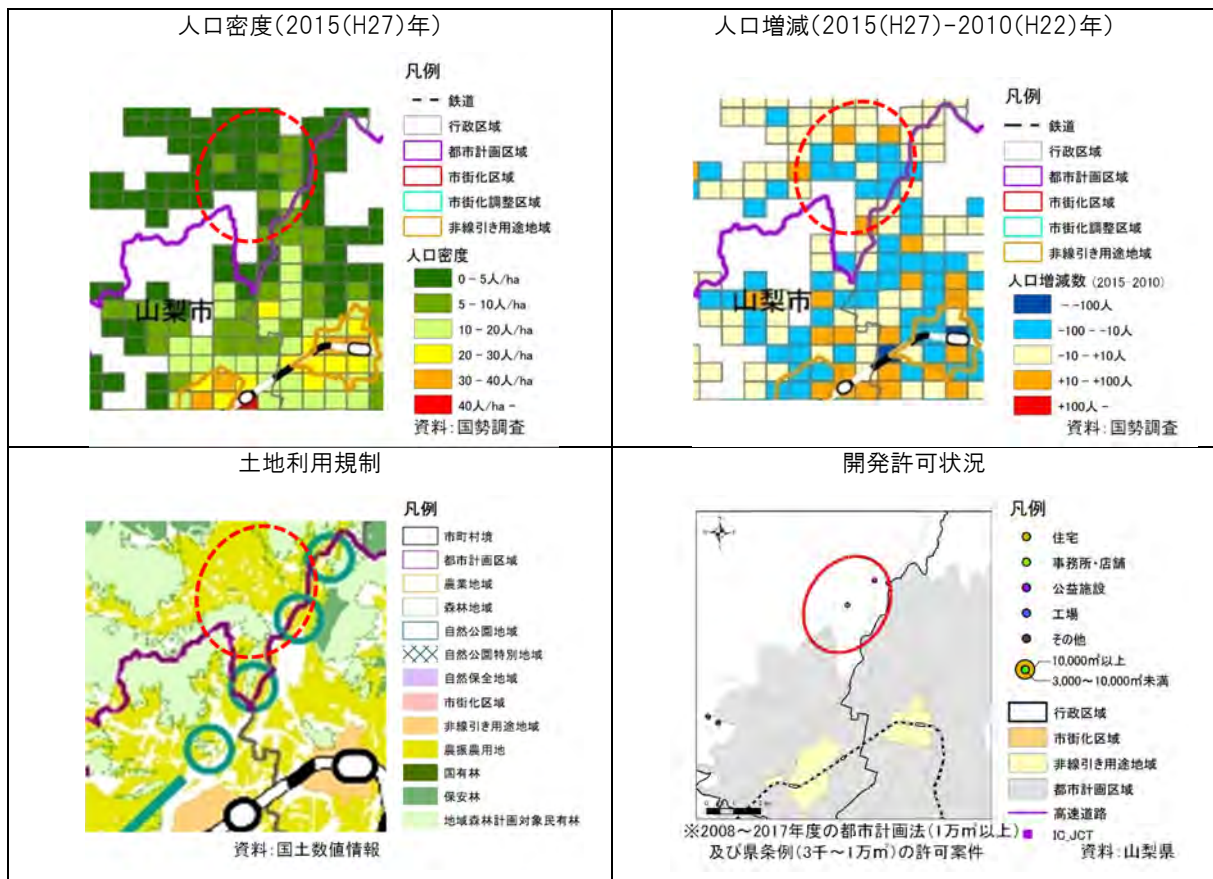 人口密度(2015(H27)年)
凡例
鉄道
行政区域
都市計画区域
市街化区域
市街化調整区域
非線引き用途地域
人口密度
0－5人/ha
5－10人/ha
10－20人/ha
20－30人/ha
30－40人/ha
40人/ha－
資料:国勢調査
山梨市
人口増減(2015(H27)-2010(H22)年)
凡例
鉄道
行政区域
都市計画区域
市街化区域
市街化調整区域
非線引き用途地域
人口増減数 (2015-2010)
－-100人
-100－-10人
-10－+10人
+10－+100人
+100人－
資料:国勢調査
山梨市
土地利用規制
凡例
市町村境
都市計画区域
農業地域
森林地域
自然公園地域
自然公園特別地域
自然保全地域
市街化区域
非線引き用途地域
農振農用地
国有林
保安林
地域森林計画対象民有林
資料:国土数値情報
開発許可状況
凡例
住宅
事務所・店舗
公益施設
工場
その他
10,000㎡以上
3,000～10,000㎡未満
行政区域
市街化区域
非線引き用途地域
都市計画区域
高速道路
IC_JCT
※2008～2017年度の都市計画法(1万㎡以上)
及び県条例(3千～1万㎡)の許可案件
資料:山梨県